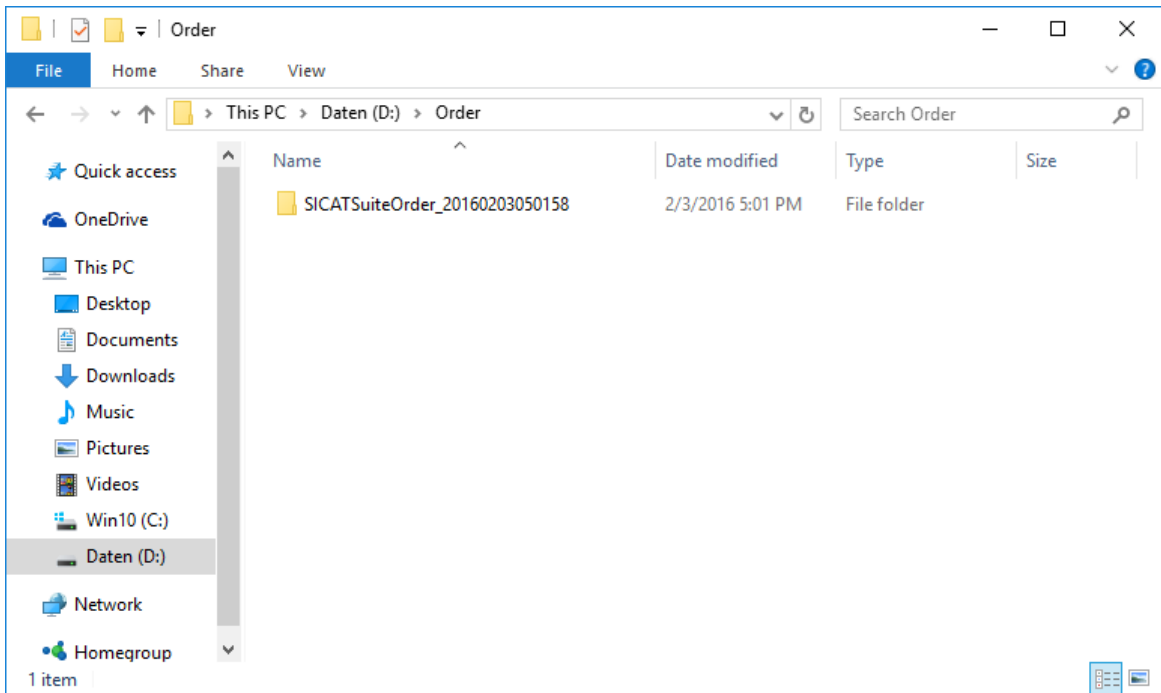 Order
File Home Share View
This PC > Daten (D:) > Order
Search Order
Name Date modified Type Size
SICATSuiteOrder_20160203050158 2/3/2016 5:01 PM File folder
Quick access
OneDrive
This PC
Desktop
Documents
Downloads
Music
Pictures
Videos
Win10 (C:)
Daten (D:)
Network
Homegroup
1 item